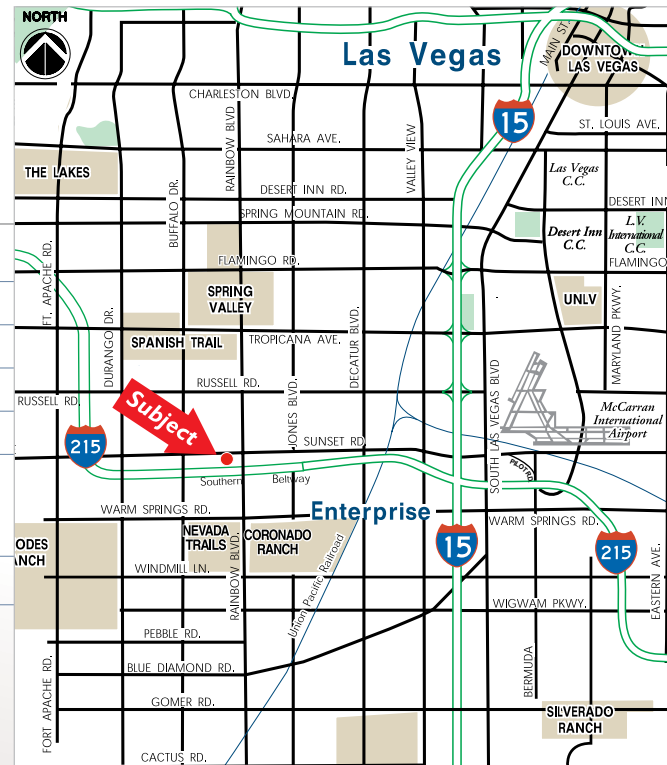 NORTH
Las Vegas
MAIN ST.
DOWNTOWN
LAS VEGAS
CHARLESTON BLVD.
15
ST. LOUIS AVE.
RAINBOW BLVD
SAHARA AVE.
VALLEY VIEW
THE LAKES
Las Vegas
C.C.
BUFFALO DR.
DESERT INN RD.
DESERT INN
SPRING MOUNTAIN RD.
Desert Inn
C.C.
L.V.
International
C.C.
FT. APACHE RD.
FLAMINGO RD.
FLAMINGO
SPRING
VALLEY
UNLV
MARYLAND PKWY.
DURANGO DR.
SPANISH TRAIL
TROPICANA AVE.
DECATUR BLVD.
RUSSELL RD.
RUSSELL RD.
JONES BLVD.
SOUTH LAS VEGAS BLVD
McCarran
International
Airport
Subject
SUNSET RD
215
Southern
Beltway
PILOT RD.
WARM SPRINGS RD.
Enterprise
WARM SPRINGS RD.
ODES
NCH
NEVADA
TRAILS
CORONADO
RANCH
15
215
WINDMILL LN.
RAINBOW BLVD.
Union Pacific Railroad
EASTERN AVE.
WIGWAM PKWY.
PEBBLE RD.
BLUE DIAMOND RD.
BERMUDA
FORT APACHE RD.
GOMER RD.
SILVERADO
RANCH
CACTUS RD.